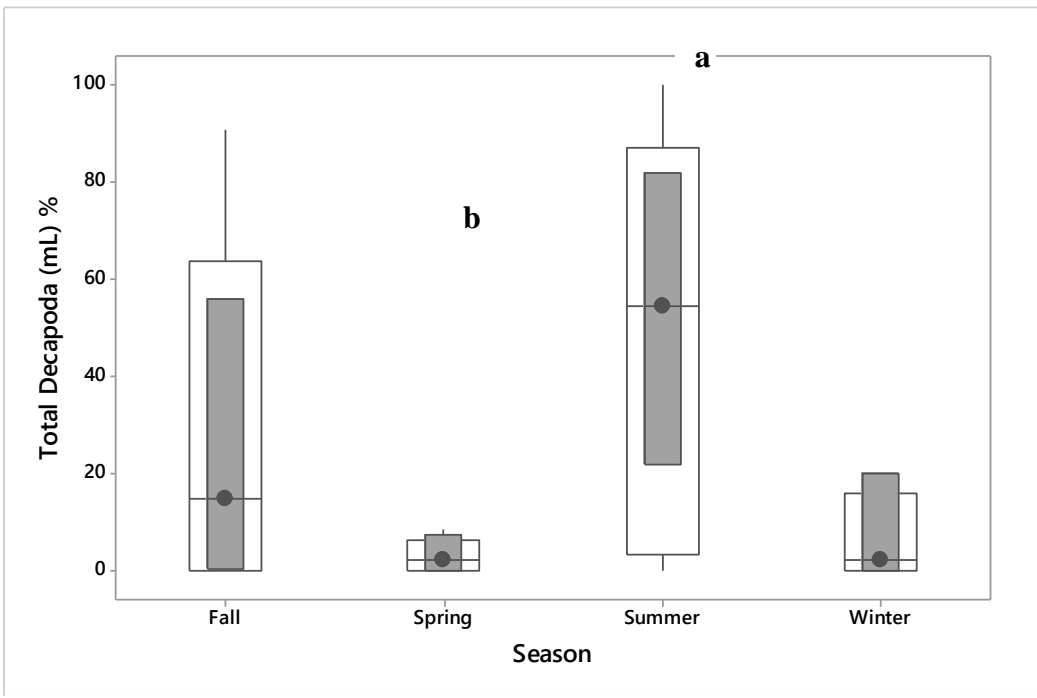 a
100
80
b
60
40
20
0
Total Decapoda (mL) %
Fall Spring Summer Winter
Season